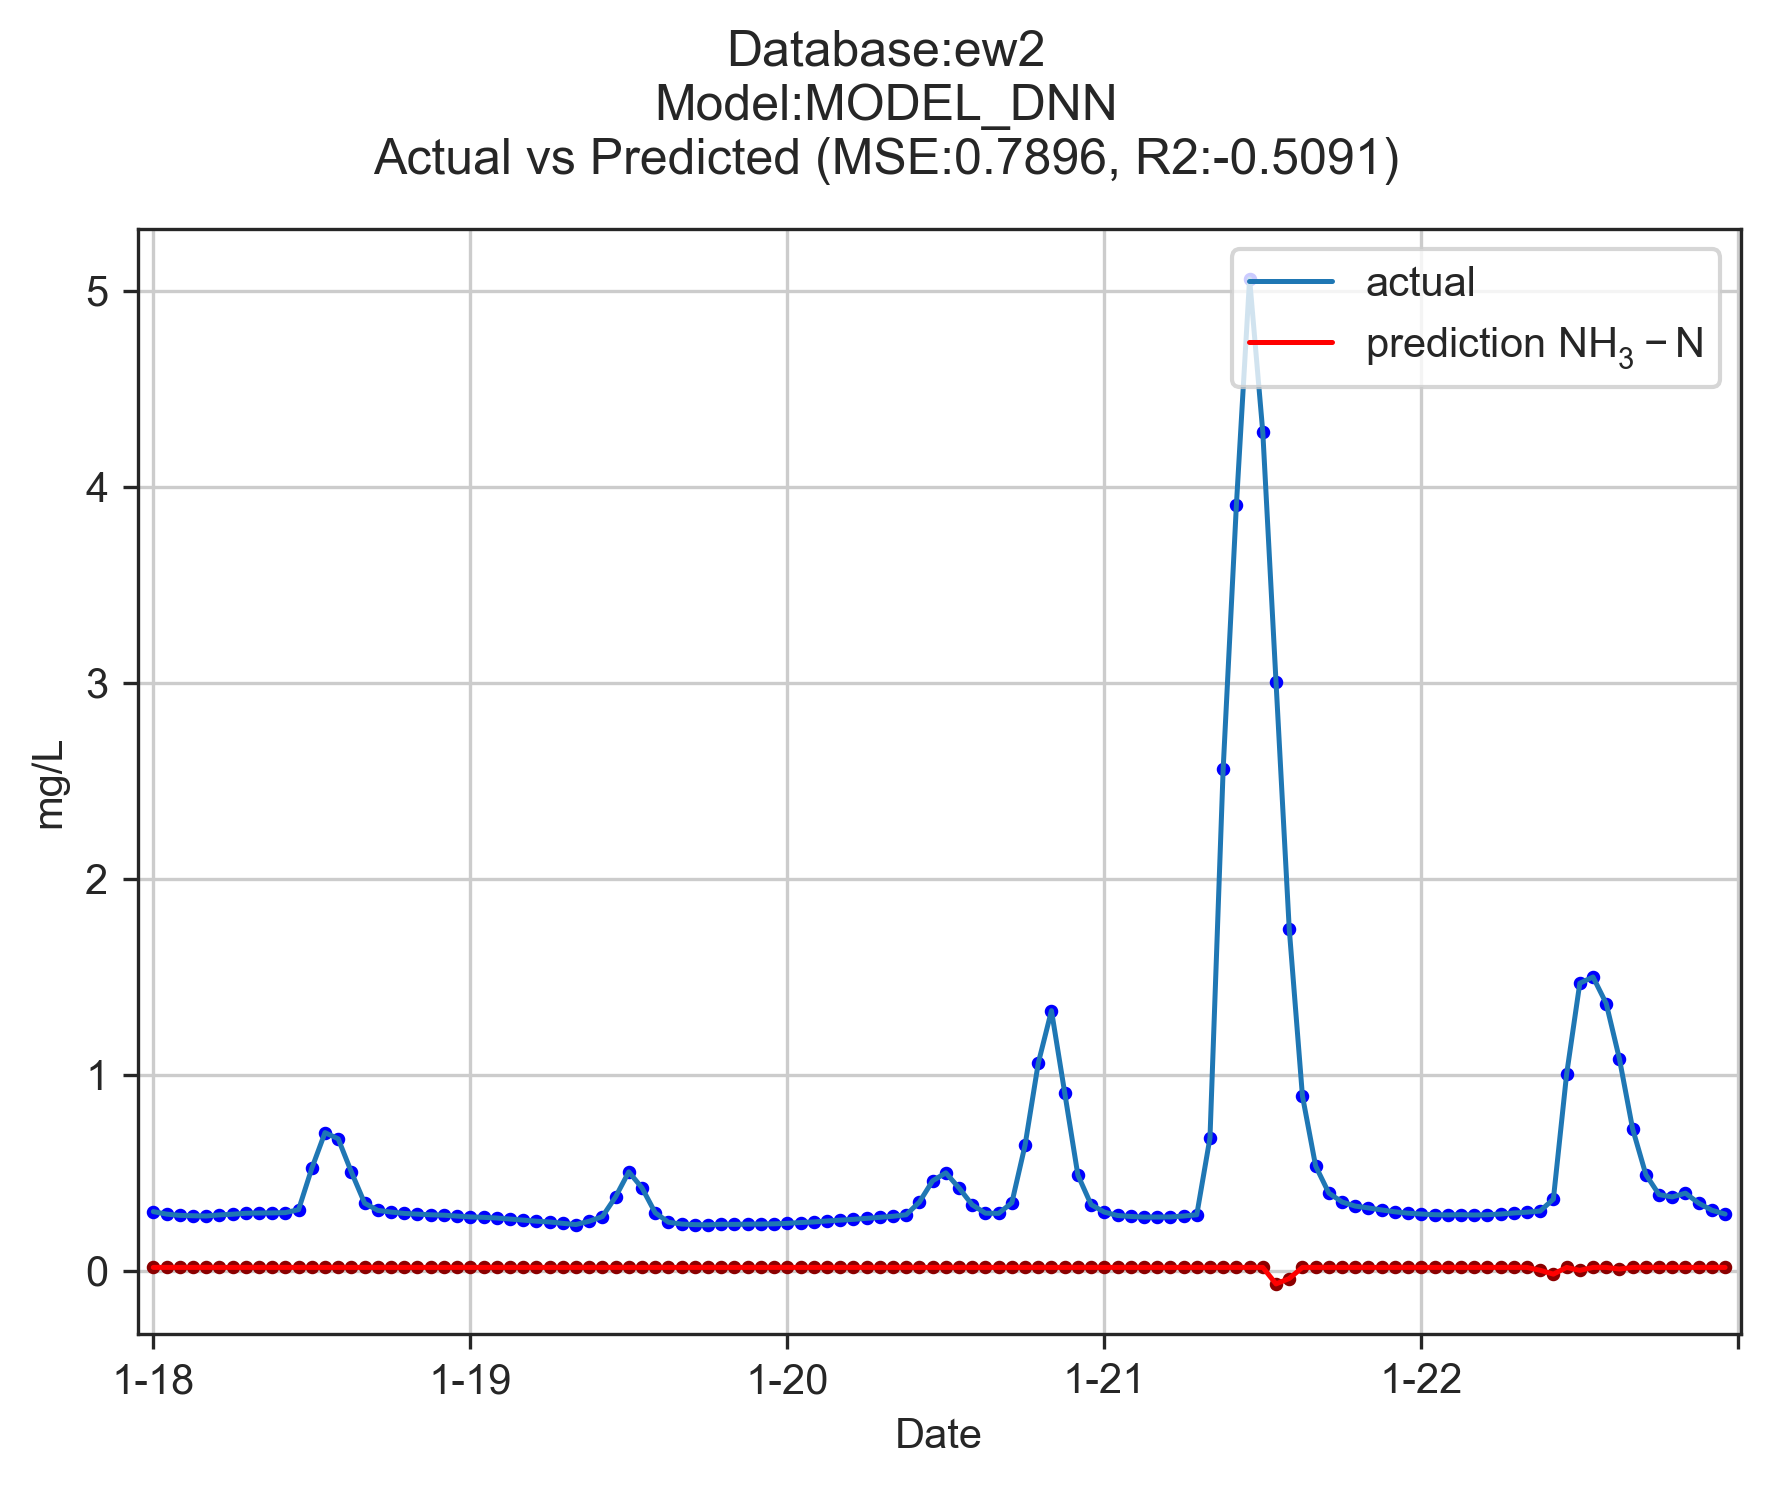 Database:ew2
Model:MODEL_DNN
Actual vs Predicted (MSE:0.7896, R2:-0.5091)
actual
prediction NH₃ − N
5
4
3
2
1
0
mg/L
1-18 1-19 1-20 1-21 1-22
Date